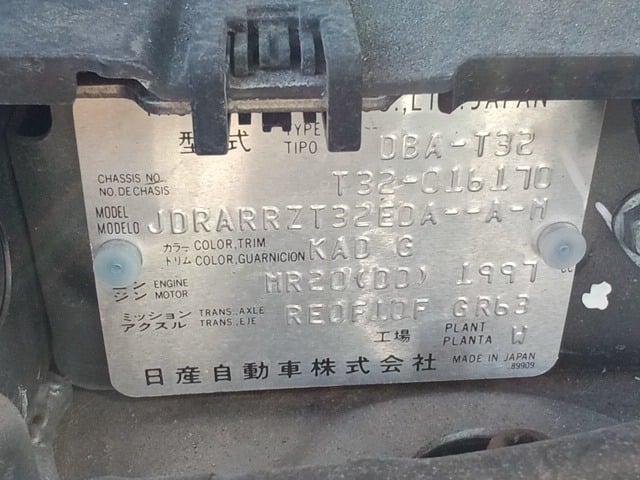 ., LTD. JAPAN
型式 TYPE TIPO DBA-T32
CHASSIS NO. NO. DE CHASIS T32-016170
MODEL MODELO JDRARRZT32EDA--A-M
カラー トリム COLOR,TRIM COLOR, GUARNICION KAD G
ENGINE MOTOR MR20(DD) 1997 cc
ミッション アクスル TRANS., AXLE TRANS., EJE RE0F10F GR63
工場 PLANT PLANTA W
日産自動車株式会社 MADE IN JAPAN
89909